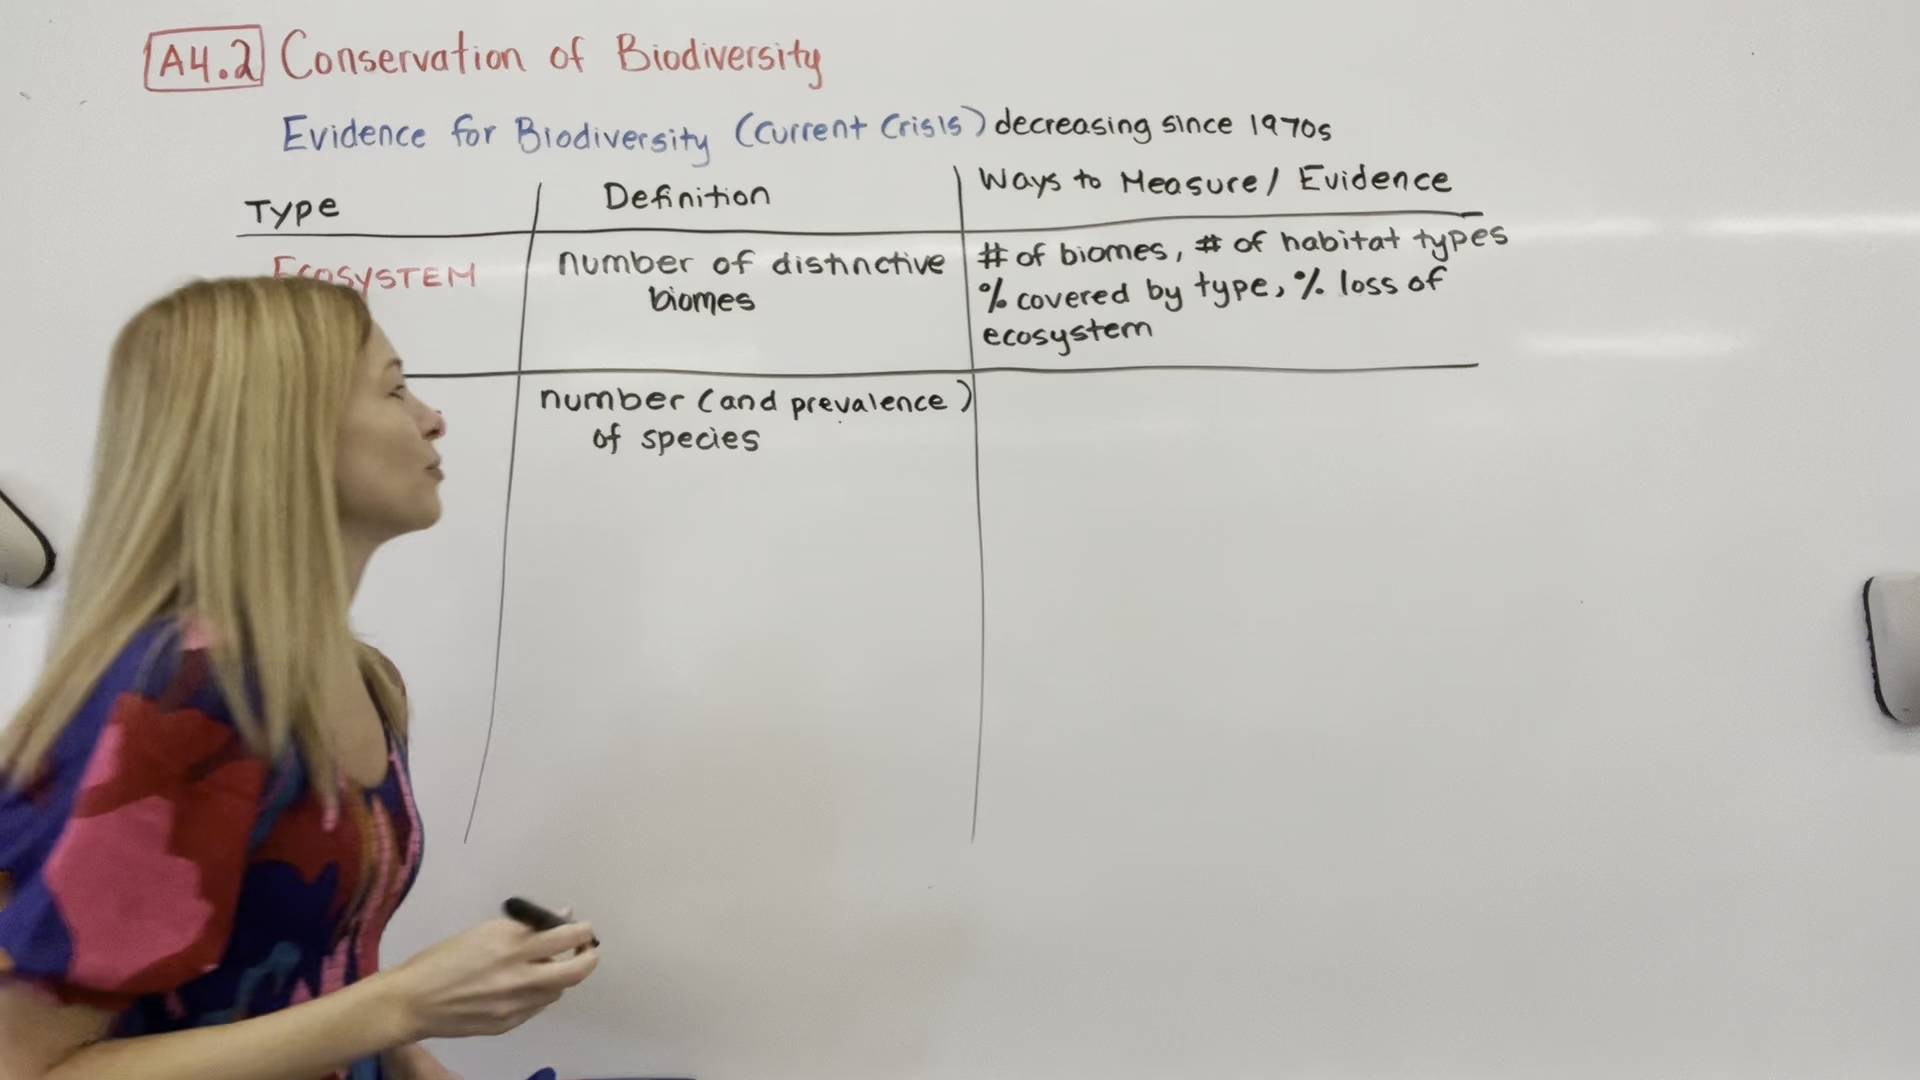 A4.2 Conservation of Biodiversity
Evidence for Biodiversity (Current Crisis) decreasing since 1970s
Type
Definition
Ways to Measure/ Evidence
ECOSYSTEM
number of distinctive
biomes
# of biomes, # of habitat types
% covered by type, % loss of
ecosystem
number (and prevalence)
of species